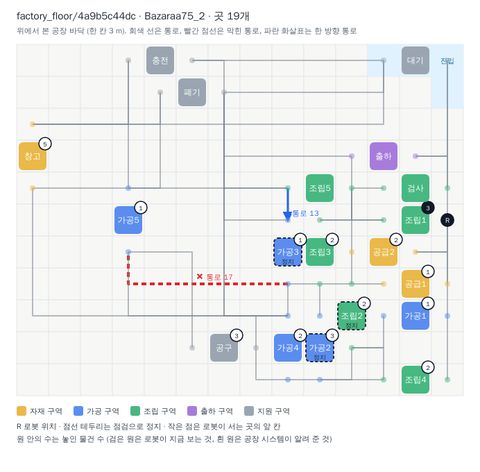 factory_floor/4a9b5c44dc · Bazaraa75_2 · 곳 19개
위에서 본 공장 바닥 (한 칸 3 m). 회색 선은 통로, 빨간 점선은 막힌 통로, 파란 화살표는 한 방향 통로
충전
대기
진입
폐기
5
창고
출하
조립5
검사
1
가공5
3
조립1
R
통로 13
1
가공3
정지
2
조립3
2
공급2
✖ 통로 17
1
공급1
2
조립2
정지
1
가공1
3
공구
2
가공4
3
가공2
정지
2
조립4
자재 구역
가공 구역
조립 구역
출하 구역
지원 구역
R 로봇 위치 · 점선 테두리는 점검으로 정지 · 작은 점은 로봇이 서는 곳의 앞 칸
원 안의 수는 놓인 물건 수 (검은 원은 로봇이 지금 보는 것, 흰 원은 공장 시스템이 알려 준 것)